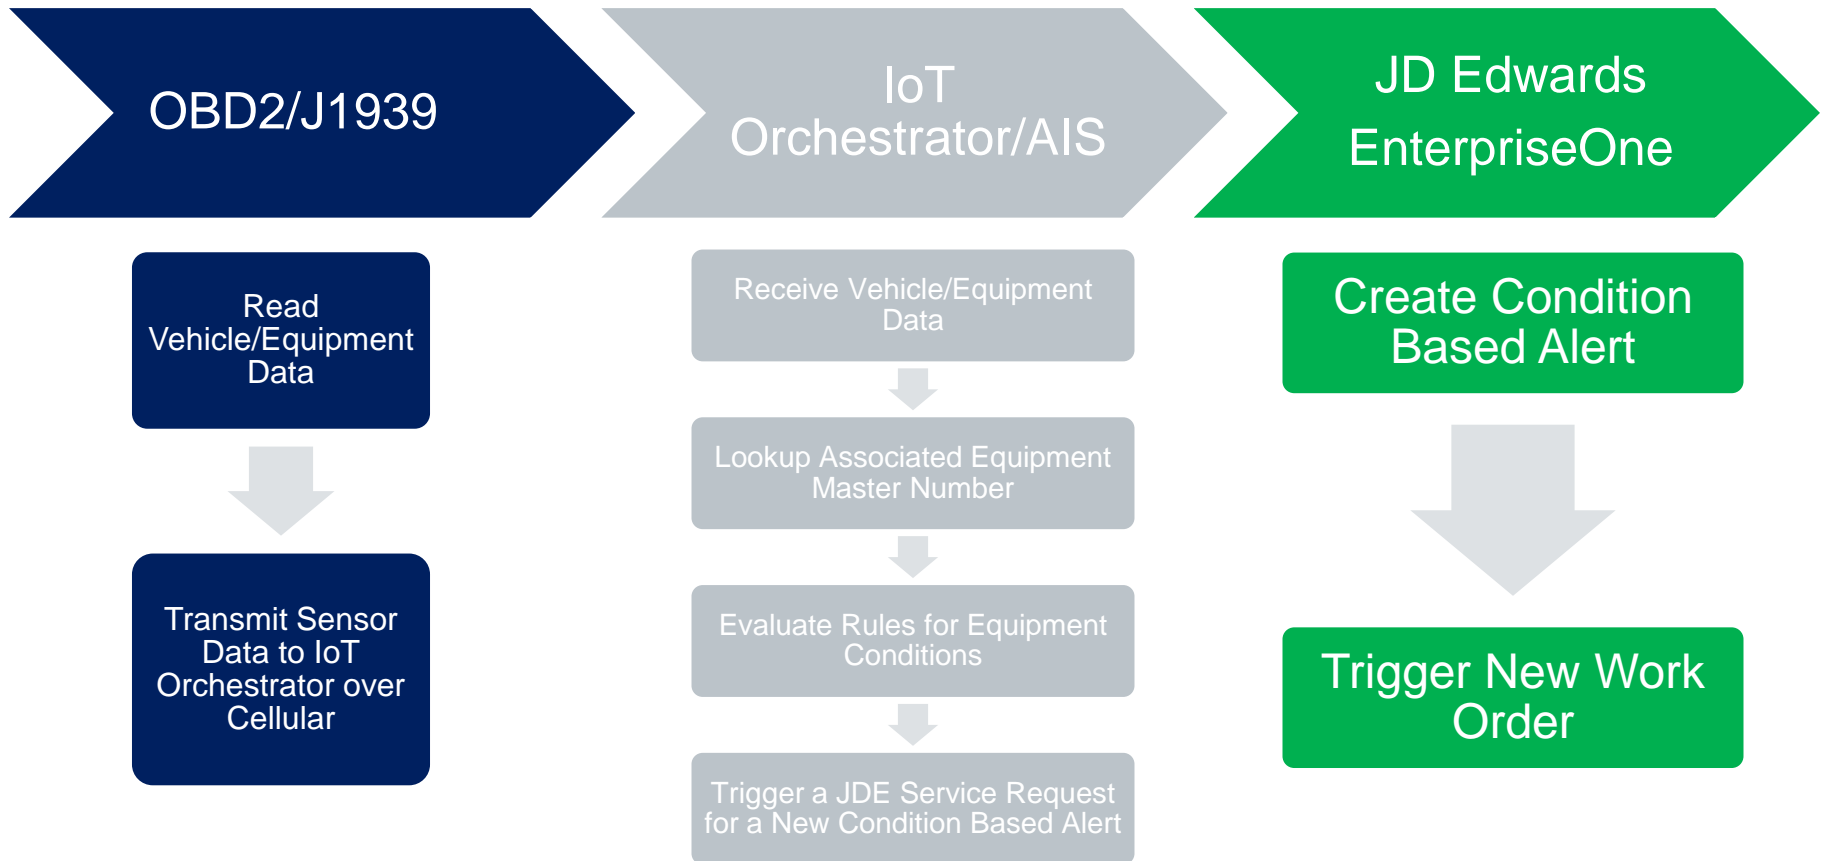 OBD2/J1939
IoT
Orchestrator/AIS
JD Edwards
EnterpriseOne
Read
Vehicle/Equipment
Data
Transmit Sensor
Data to IoT
Orchestrator over
Cellular
Receive Vehicle/Equipment
Data
Lookup Associated Equipment
Master Number
Evaluate Rules for Equipment
Conditions
Trigger a JDE Service Request
for a New Condition Based Alert
Create Condition
Based Alert
Trigger New Work
Order